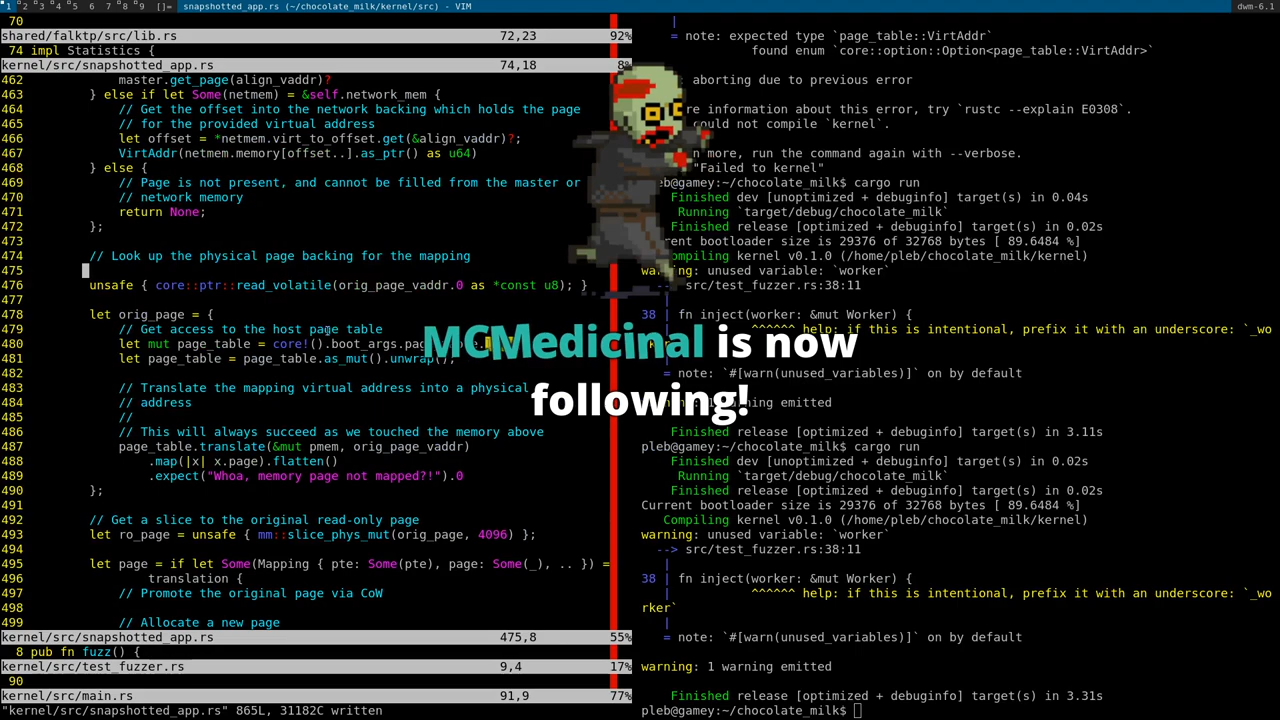 1 2 3 4 5 6 7 8 9 []= snapshotted_app.rs (~/chocolate_milk/kernel/src) - VIM dwm-6.1
70
shared/falktp/src/lib.rs 72,23 92%
74 impl Statistics {
kernel/src/snapshotted_app.rs 74,18 8%
462 master.get_page(align_vaddr)?
463 } else if let Some(netmem) = &self.network_mem {
464 // Get the offset into the network backing which holds the page
465 // for the provided virtual address
466 let offset = *netmem.virt_to_offset.get(&align_vaddr)?;
467 VirtAddr(netmem.memory[offset..].as_ptr() as u64)
468 } else {
469 // Page is not present, and cannot be filled from the master or
470 // network memory
471 return None;
472 };
473
474 // Look up the physical page backing for the mapping
475
476 unsafe { core::ptr::read_volatile(orig_page_vaddr.0 as *const u8); }
477
478 let orig_page = {
479 // Get access to the host page table
480 let mut page_table = core!().boot_args.pag
481 let page_table = page_table.as_mut().unwrap();
482
483 // Translate the mapping virtual address into a physical
484 // address
485 //
486 // This will always succeed as we touched the memory above
487 page_table.translate(&mut pmem, orig_page_vaddr)
488 .map(|x| x.page).flatten()
489 .expect("Whoa, memory page not mapped?!").0
490 };
491
492 // Get a slice to the original read-only page
493 let ro_page = unsafe { mm::slice_phys_mut(orig_page, 4096) };
494
495 let page = if let Some(Mapping { pte: Some(pte), page: Some(_), .. }) =
496 translation {
497 // Promote the original page via CoW
498
499 // Allocate a new page
kernel/src/snapshotted_app.rs 475,8 55%
8 pub fn fuzz() {
kernel/src/test_fuzzer.rs 9,4 17%
90
kernel/src/main.rs 91,9 77%
"kernel/src/snapshotted_app.rs" 865L, 31182C written
MCMedicinal is now
following!
|
= note: expected type `page_table::VirtAddr`
found enum `core::option::Option<page_table::VirtAddr>`
aborting due to previous error
re information about this error, try `rustc --explain E0308`.
could not compile `kernel`.
n more, run the command again with --verbose.
"Failed to kernel"
leb@gamey:~/chocolate_milk$ cargo run
Finished dev [unoptimized + debuginfo] target(s) in 0.04s
Running `target/debug/chocolate_milk`
Finished release [optimized + debuginfo] target(s) in 0.02s
rent bootloader size is 29376 of 32768 bytes [ 89.6484 %]
Compiling kernel v0.1.0 (/home/pleb/chocolate_milk/kernel)
warning: unused variable: `worker`
--> src/test_fuzzer.rs:38:11
|
38 | fn inject(worker: &mut Worker) {
^^^^^^ help: if this is intentional, prefix it with an underscore: `_wo
|
= note: `#[warn(unused_variables)]` on by default
warning emitted
Finished release [optimized + debuginfo] target(s) in 3.11s
pleb@gamey:~/chocolate_milk$ cargo run
Finished dev [unoptimized + debuginfo] target(s) in 0.02s
Running `target/debug/chocolate_milk`
Finished release [optimized + debuginfo] target(s) in 0.02s
Current bootloader size is 29376 of 32768 bytes [ 89.6484 %]
Compiling kernel v0.1.0 (/home/pleb/chocolate_milk/kernel)
warning: unused variable: `worker`
--> src/test_fuzzer.rs:38:11
|
38 | fn inject(worker: &mut Worker) {
^^^^^^ help: if this is intentional, prefix it with an underscore: `_wo
rker`
|
= note: `#[warn(unused_variables)]` on by default
warning: 1 warning emitted
Finished release [optimized + debuginfo] target(s) in 3.31s
pleb@gamey:~/chocolate_milk$